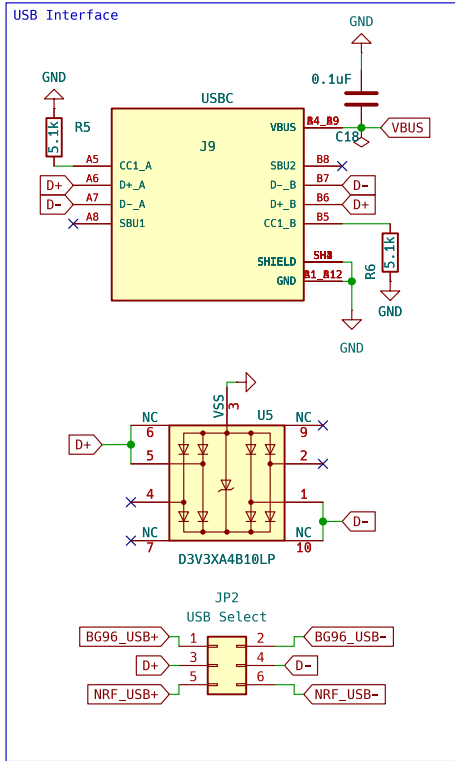 USB Interface
GND
0.1uF
GND
USBC
R5
5.1k
J9
VBUS
VBUS
C18
A5
CC1_A
SBU2
B8
D+
A6
D+_A
D-_B
B7
D-
D-
A7
D-_A
D+_B
B6
D+
A8
SBU1
CC1_B
B5
R6
5.1k
SHIELD
GND
GND
GND
VSS
3
U5
NC
6
NC
9
D+
5
2
4
1
D-
NC
7
NC
10
D3V3XA4B10LP
JP2
USB Select
BG96_USB+
1
2
BG96_USB-
D+
3
4
D-
NRF_USB+
5
6
NRF_USB-